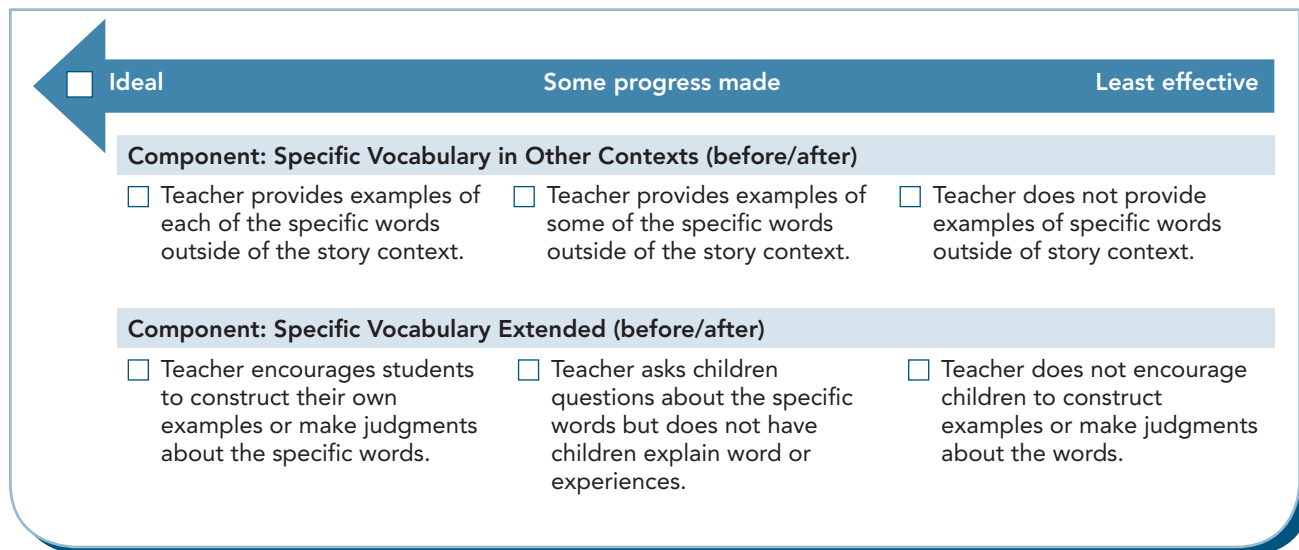 Ideal Some progress made Least effective
Component: Specific Vocabulary in Other Contexts (before/after)
Teacher provides examples of
each of the specific words
outside of the story context.
Teacher provides examples of
some of the specific words
outside of the story context.
Teacher does not provide
examples of specific words
outside of story context.
Component: Specific Vocabulary Extended (before/after)
Teacher encourages students
to construct their own
examples or make judgments
about the specific words.
Teacher asks children
questions about the specific
words but does not have
children explain word or
experiences.
Teacher does not encourage
children to construct
examples or make judgments
about the words.